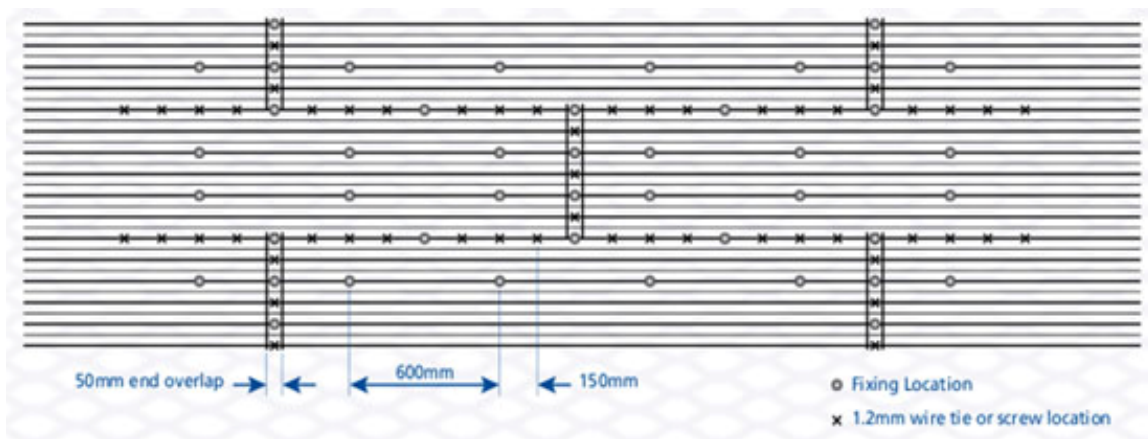 50mm end overlap
600mm
150mm
Fixing Location
1.2mm wire tie or screw location